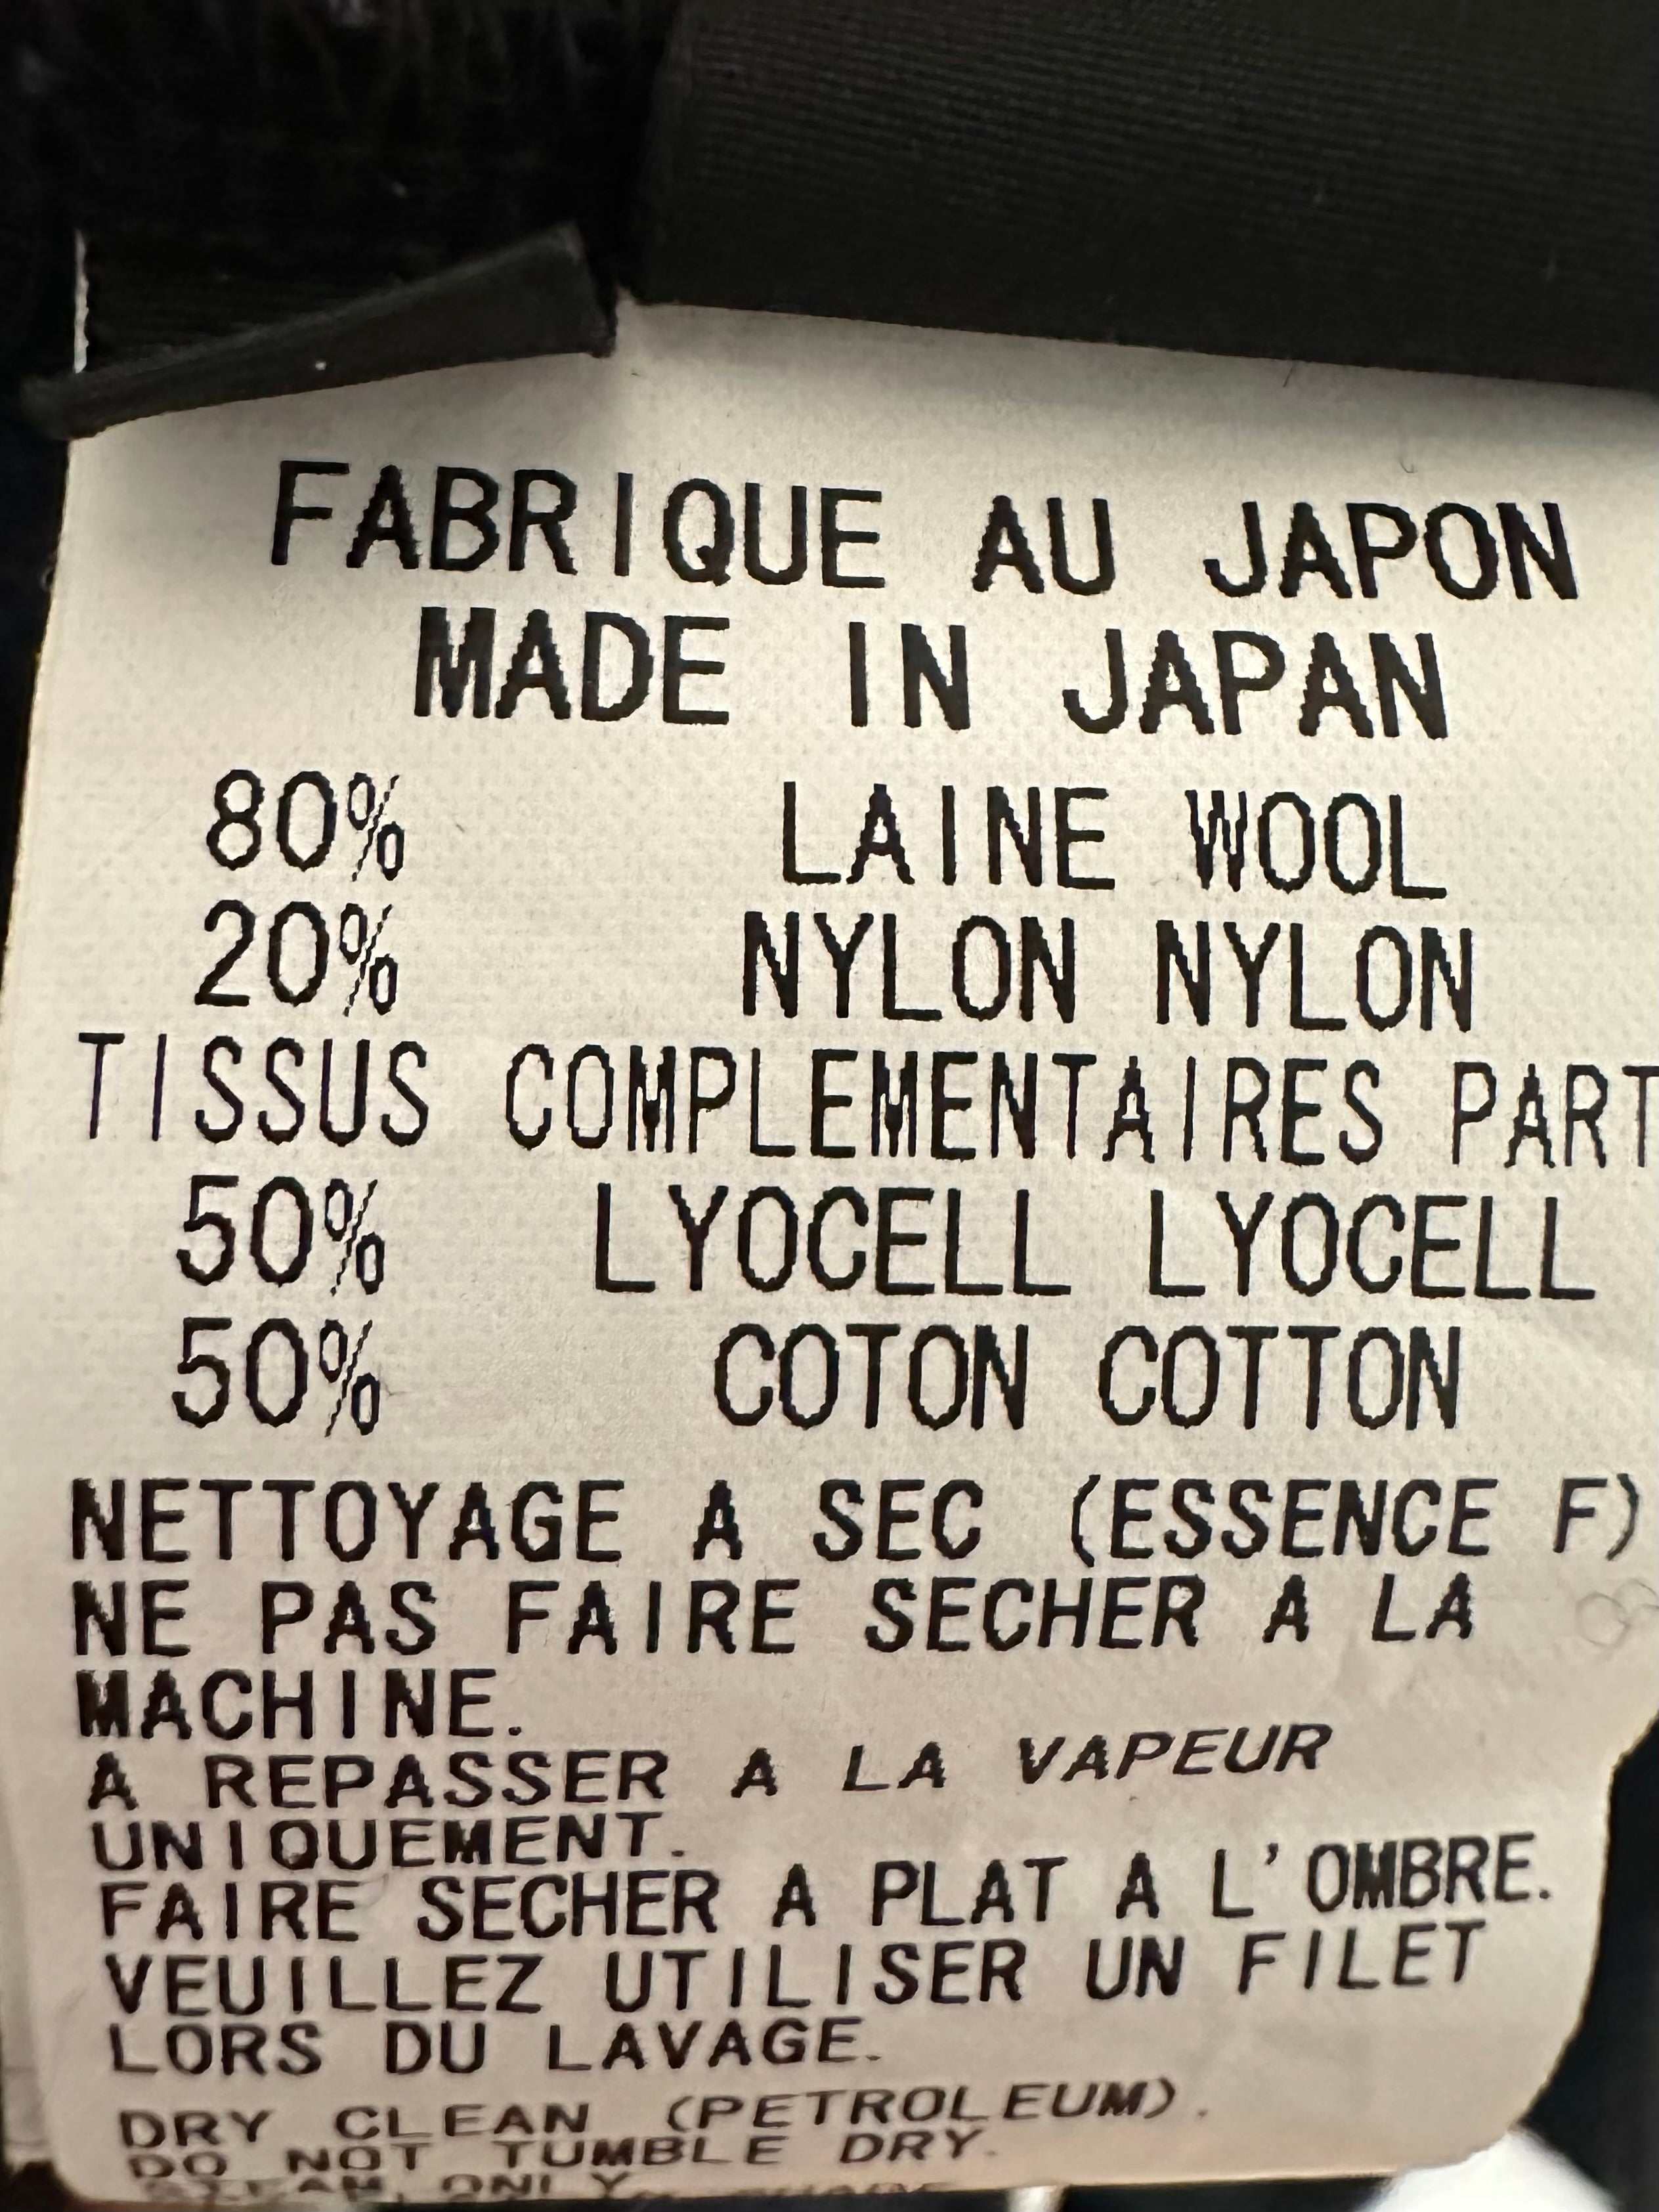 FABRIQUE AU JAPON
MADE IN JAPAN
80% LAINE WOOL
20% NYLON NYLON
TISSUS COMPLEMENTAIRES PART
50% LYOCELL LYOCELL
50% COTON COTTON
NETTOYAGE A SEC (ESSENCE F)
NE PAS FAIRE SECHER A LA
MACHINE.
A REPASSER A LA VAPEUR
UNIQUEMENT.
FAIRE SECHER A PLAT A L'OMBRE.
VEUILLEZ UTILISER UN FILET
LORS DU LAVAGE.
DRY CLEAN (PETROLEUM).
DO NOT TUMBLE DRY.
STEAM ONLY